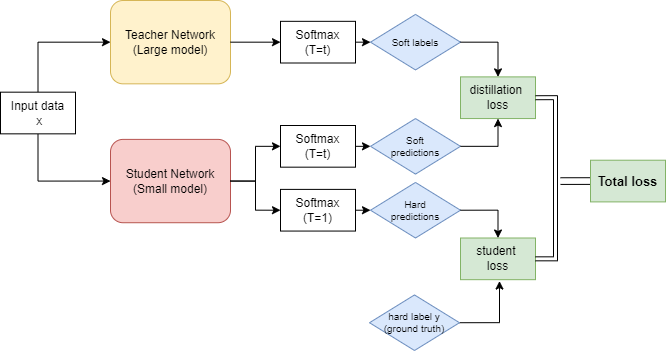 Teacher Network
(Large model)
Softmax
(T=t)
Soft labels
Input data
x
distillation
loss
Student Network
(Small model)
Softmax
(T=t)
Soft
predictions
Softmax
(T=1)
Hard
predictions
Total loss
student
loss
hard label y
(ground truth)